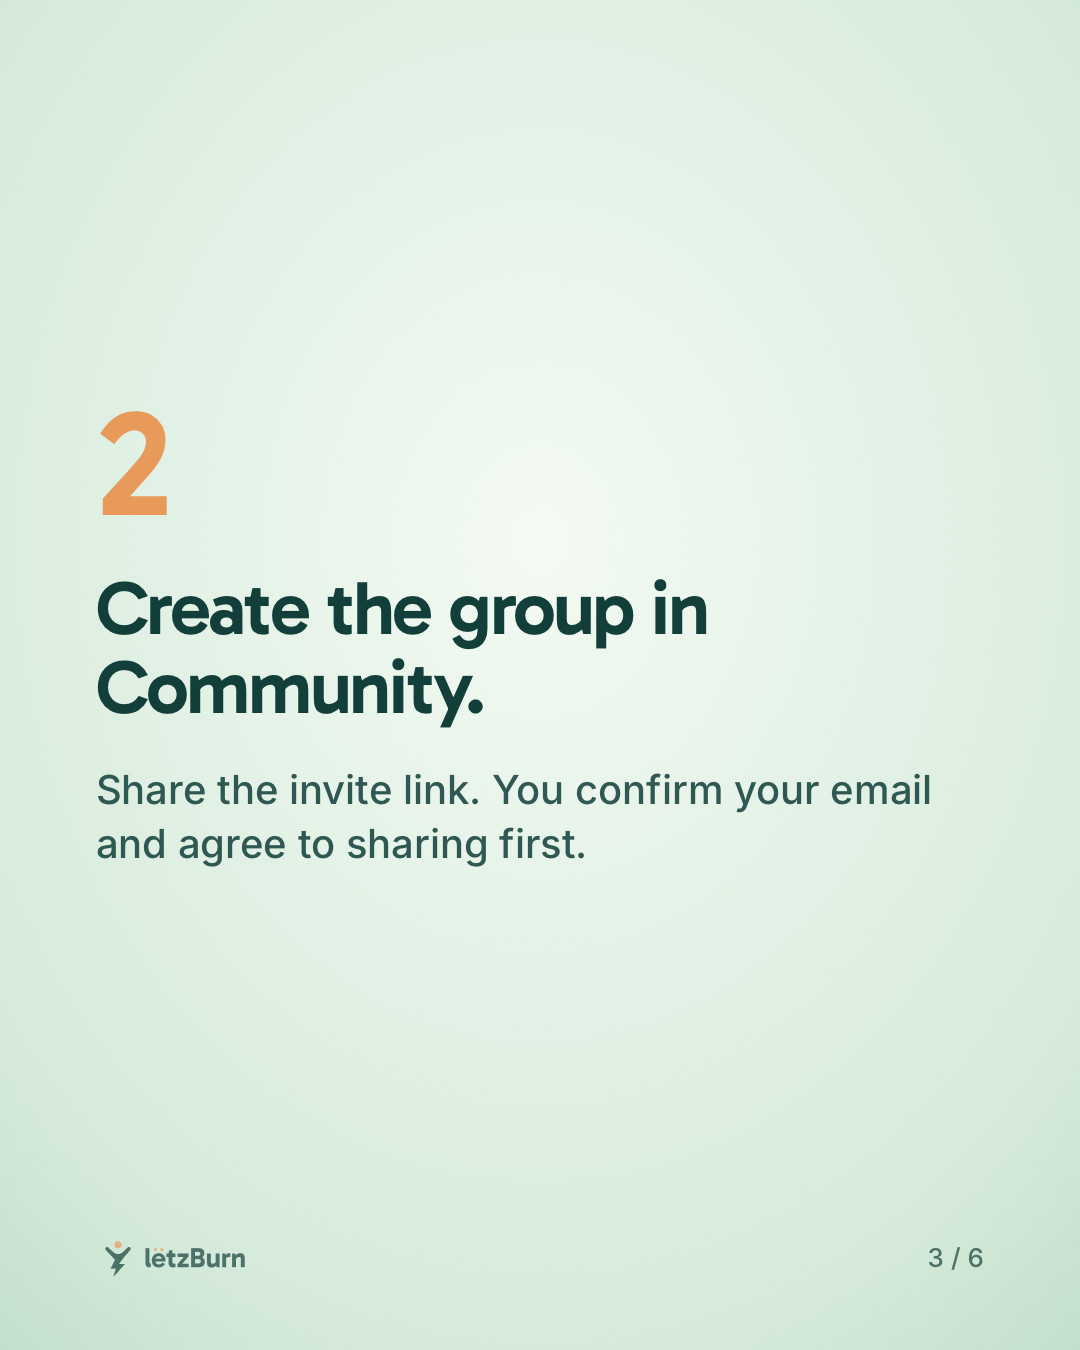 2
Create the group in
Community.
Share the invite link. You confirm your email
and agree to sharing first.
lëtzBurn
3 / 6